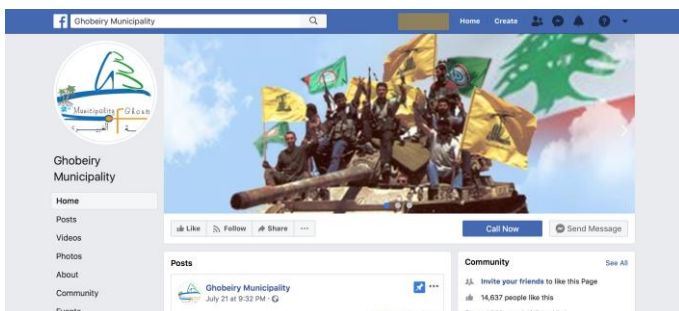 Ghobeiry Municipality
Home Create
Municipality
Ghobeiry
Municipality
Home
Posts
Videos
Photos
About
Community
Like Follow Share
Call Now
Send Message
Posts
Ghobeiry Municipality
July 21 at 9:32 PM
Community
See All
Invite your friends to like this Page
14,637 people like this